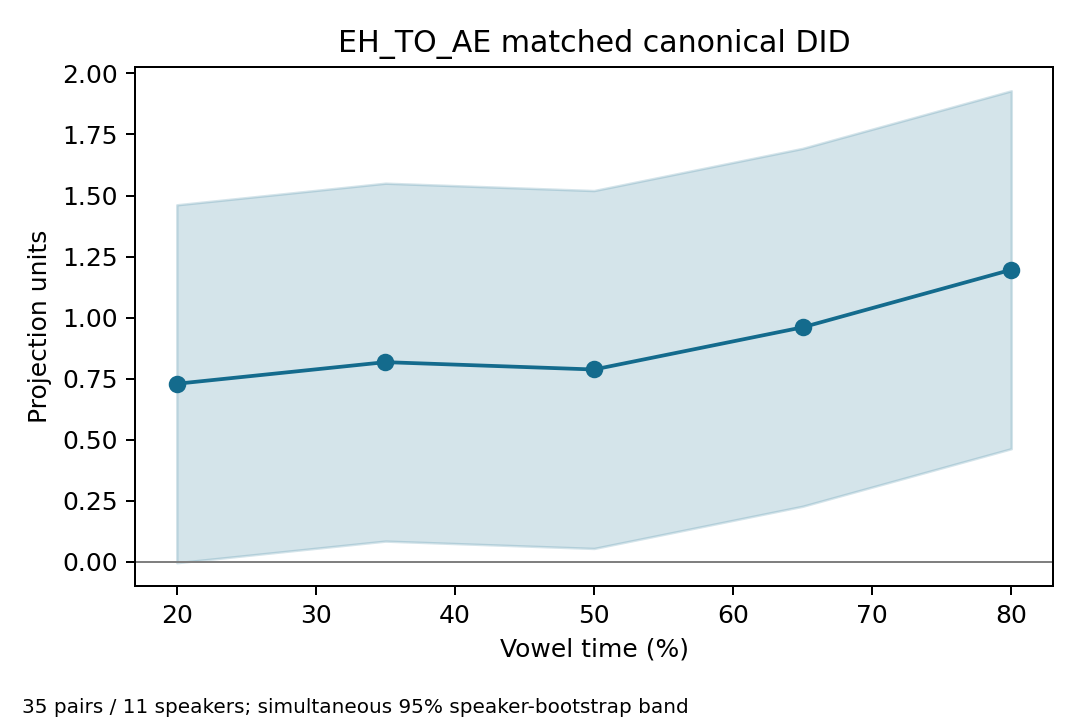 EH_TO_AE matched canonical DID
2.00
1.75
1.50
1.25
1.00
0.75
0.50
0.25
0.00
Projection units
20 30 40 50 60 70 80
Vowel time (%)
35 pairs / 11 speakers; simultaneous 95% speaker-bootstrap band